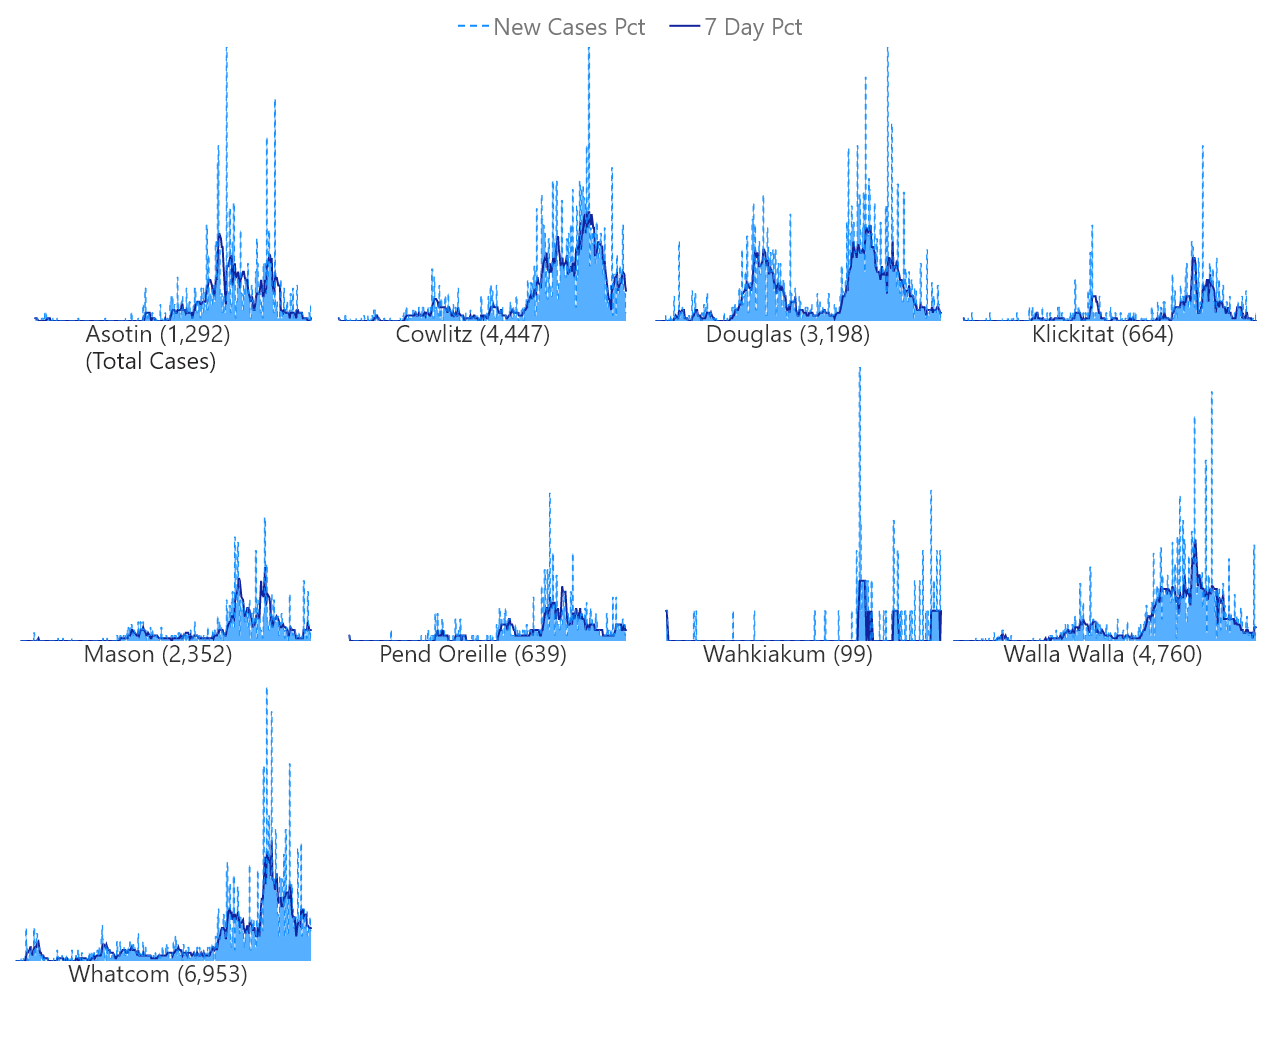 New Cases Pct 7 Day Pct
Asotin (1,292)
(Total Cases)
Cowlitz (4,447)
Douglas (3,198)
Klickitat (664)
Mason (2,352)
Pend Oreille (639)
Wahkiakum (99)
Walla Walla (4,760)
Whatcom (6,953)